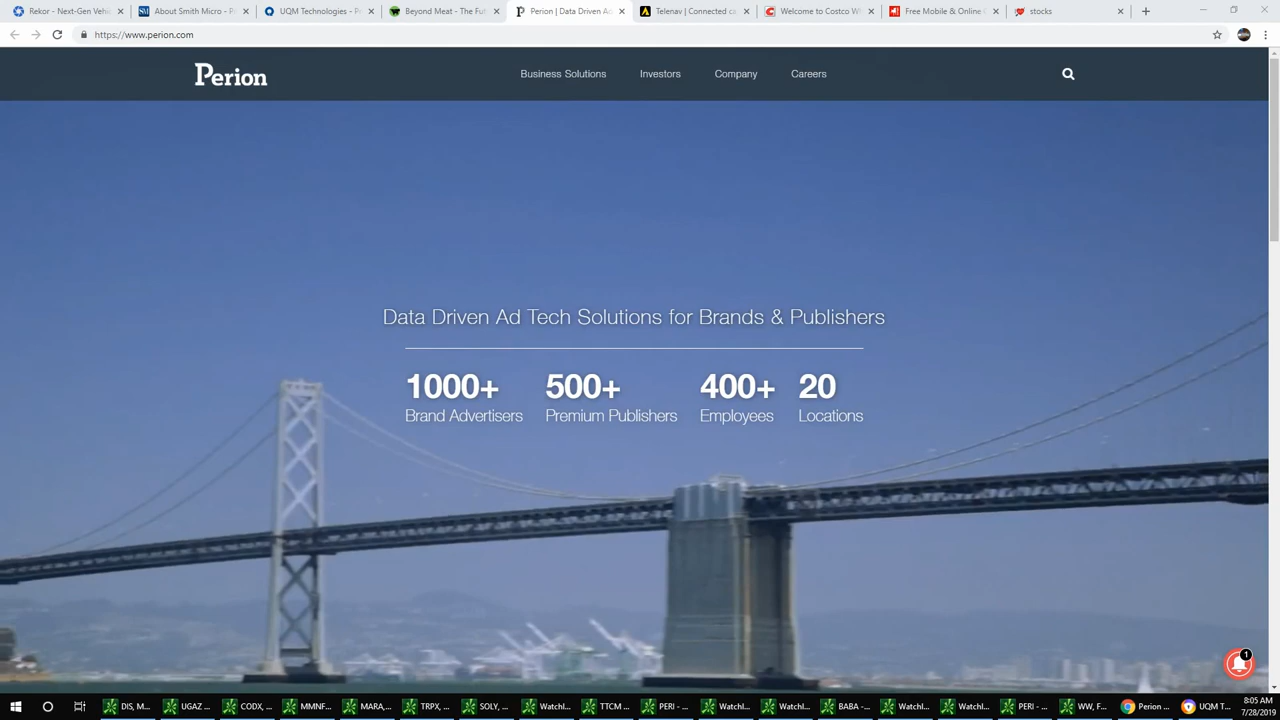 Rekor - Next-Gen Vehic
About Smith Micro - Pi
UQM Technologies - Po
Beyond Meat - The Futu
Perion | Data Driven Ad
Telenav | Connected ca
Welcome to Costco W
Free Mobile & Online G
stocks
https://www.perion.com
Perion
Business Solutions
Investors
Company
Careers
Data Driven Ad Tech Solutions for Brands & Publishers
1000+ 500+ 400+ 20
Brand Advertisers Premium Publishers Employees Locations
1
DIS, M...
UGAZ ...
CODX, ...
MMNF...
MARA, ...
TRPX, ...
SOLY, ...
Watchl...
TTCM ...
PERI - ...
Watchl...
Watchl...
BABA -...
Watchl...
Watchl...
PERI - ...
WW, F...
Perion ...
UQM T...
8:05 AM
7/28/2019